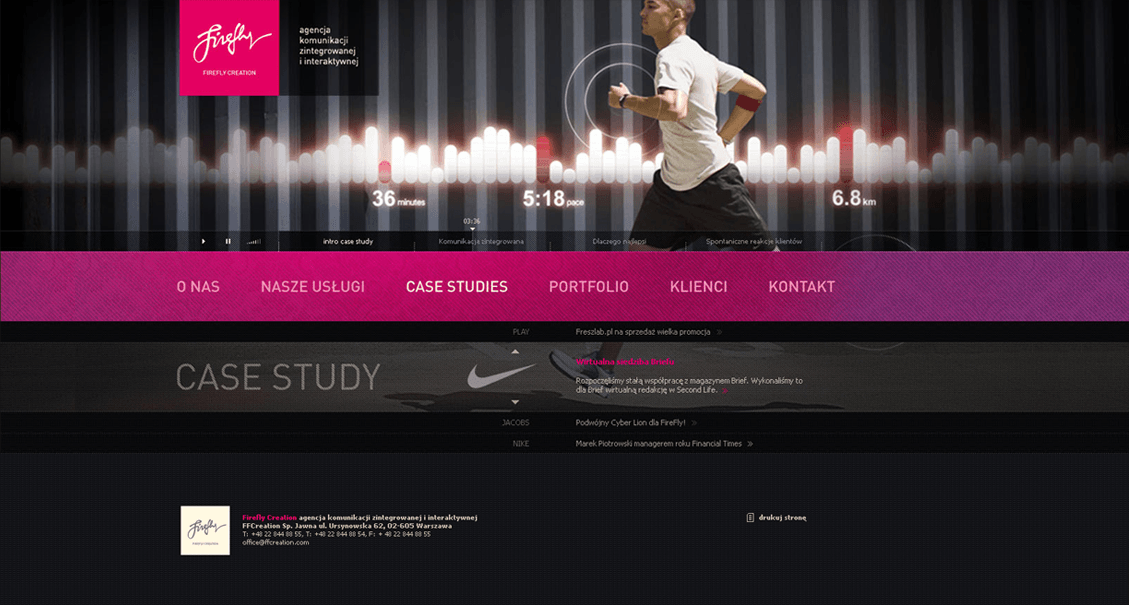 Firefly
FIREFLY CREATION
agencja
komunikacji
zintegrowanej
i interaktywnej
36 minutes
5:18 pace
6.8 km
03:36
intro case study
Komunikacja zintegrowana
Dlaczego najlepsi
Spontaniczne reakcje klientów
O NAS
NASZE USŁUGI
CASE STUDIES
PORTFOLIO
KLIENCI
KONTAKT
PLAY
Freszlab.pl na sprzedaż wielka promocja »
CASE STUDY
Wirtualna
Briefu
Rozpoczęliśmy stałą współpracę z magazynem Brief. Wykonaliśmy to
dla Brief wirtualną redakcję w Second Life.
JACOBS
Podwójny Cyber Lion dla FireFly! »
NIKE
Marek Piotrowski managerem roku Financial Times »
Firefly
FIREFLY CREATION
Firefly Creation agencja komunikacji zintegrowanej i interaktywnej
FFCreation Sp. Jawna ul. Ursynowska 62, 02-605 Warszawa
T: +48 22 844 88 55, T: +48 22 844 88 54, F: + 48 22 844 88 55
office@ffcreation.com
drukuj stronę